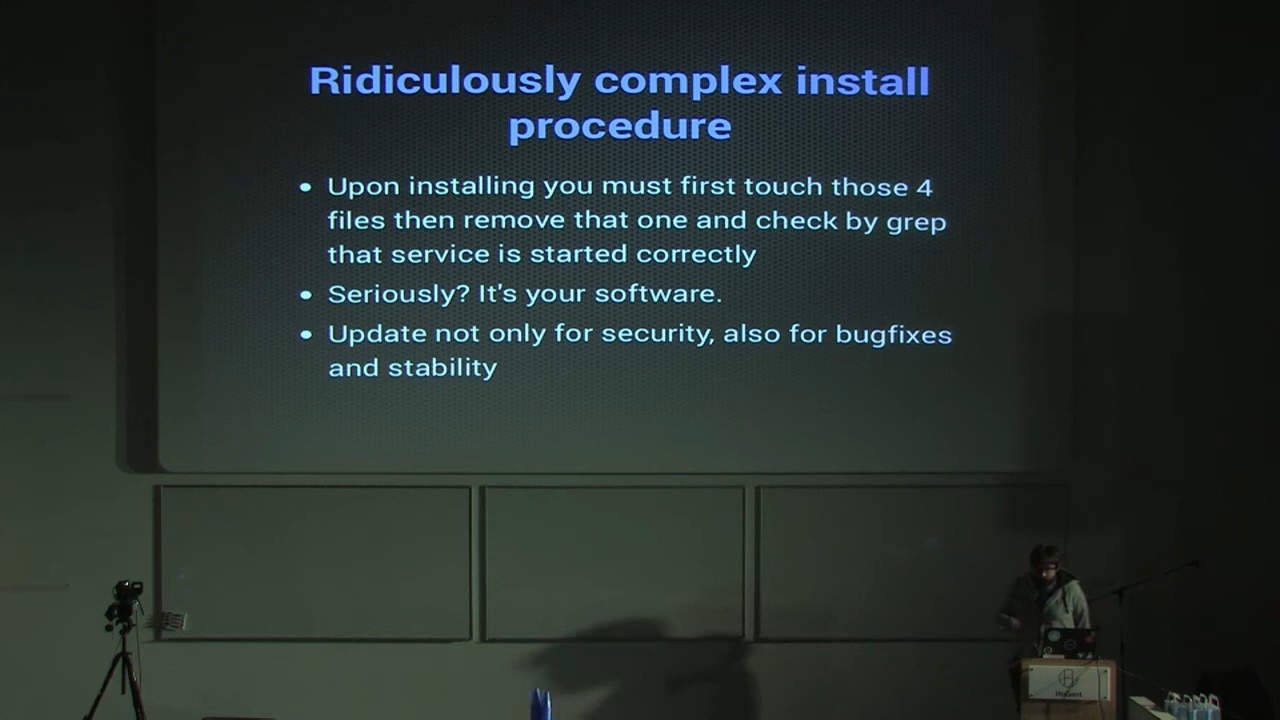 Ridiculously complex install
procedure
• Upon installing you must first touch those 4
files then remove that one and check by grep
that service is started correctly
• Seriously? It's your software.
• Update not only for security, also for bugfixes
and stability
HoGent